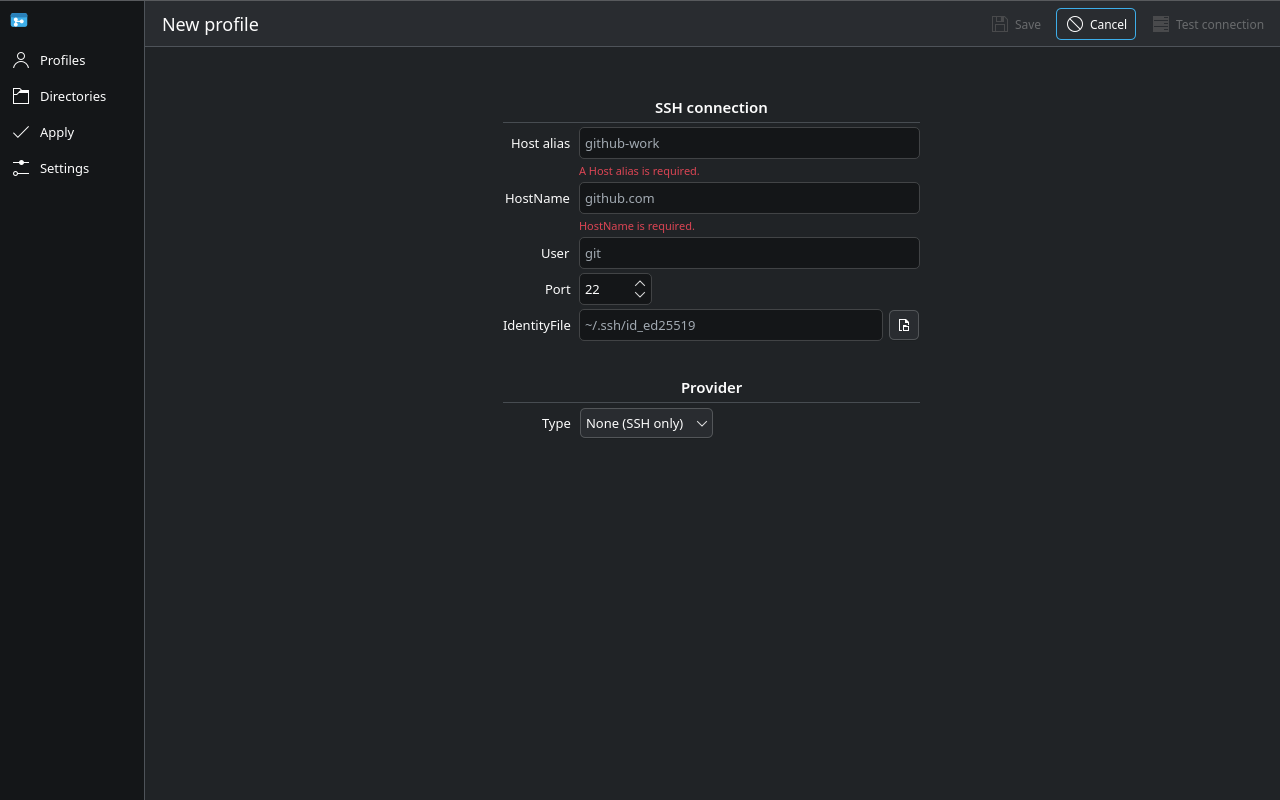 New profile
Save
Cancel
Test connection
Profiles
Directories
Apply
Settings
SSH connection
Host alias github-work
A Host alias is required.
HostName github.com
HostName is required.
User git
Port 22
IdentityFile ~/.ssh/id_ed25519
Provider
Type None (SSH only)